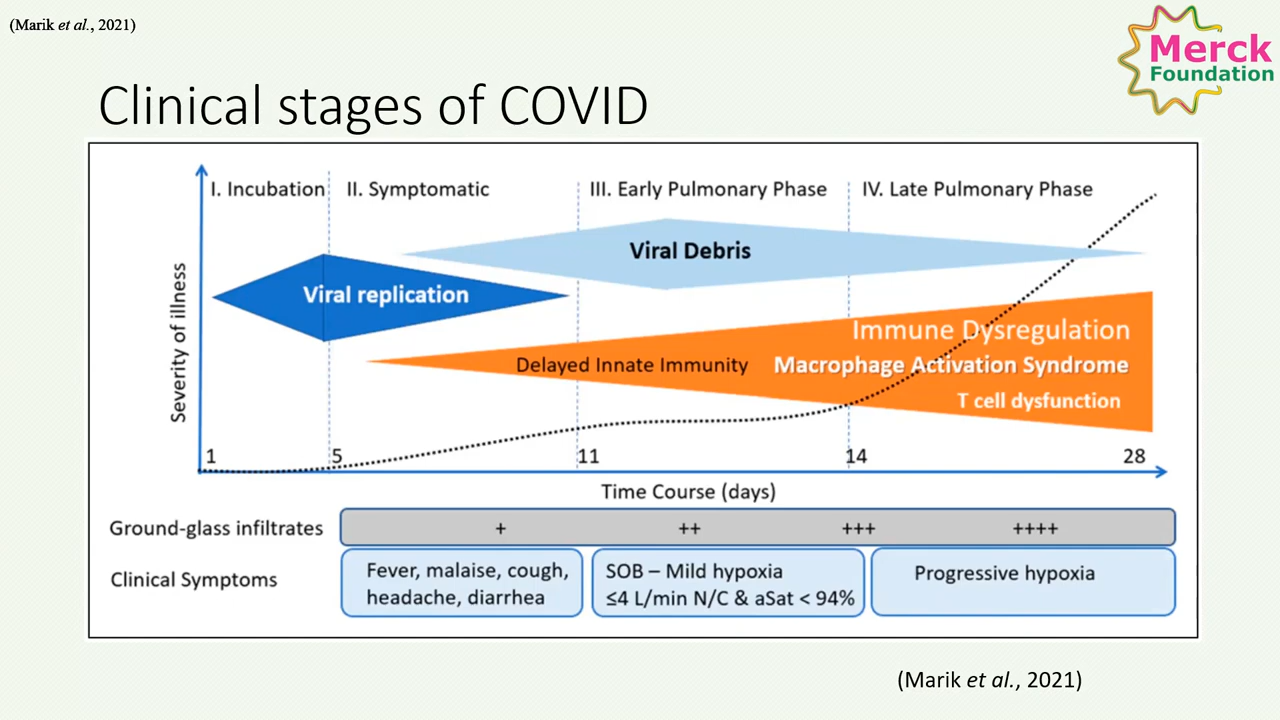 (Marik et al., 2021)
Merck
Foundation
Clinical stages of COVID
I. Incubation
II. Symptomatic
III. Early Pulmonary Phase
IV. Late Pulmonary Phase
Viral Debris
Viral replication
Immune Dysregulation
Delayed Innate Immunity
Macrophage Activation Syndrome
T cell dysfunction
Severity of illness
1
5
11
14
28
Time Course (days)
Ground-glass infiltrates
+
++
+++
++++
Clinical Symptoms
Fever, malaise, cough,
headache, diarrhea
SOB – Mild hypoxia
≤4 L/min N/C & aSat < 94%
Progressive hypoxia
(Marik et al., 2021)